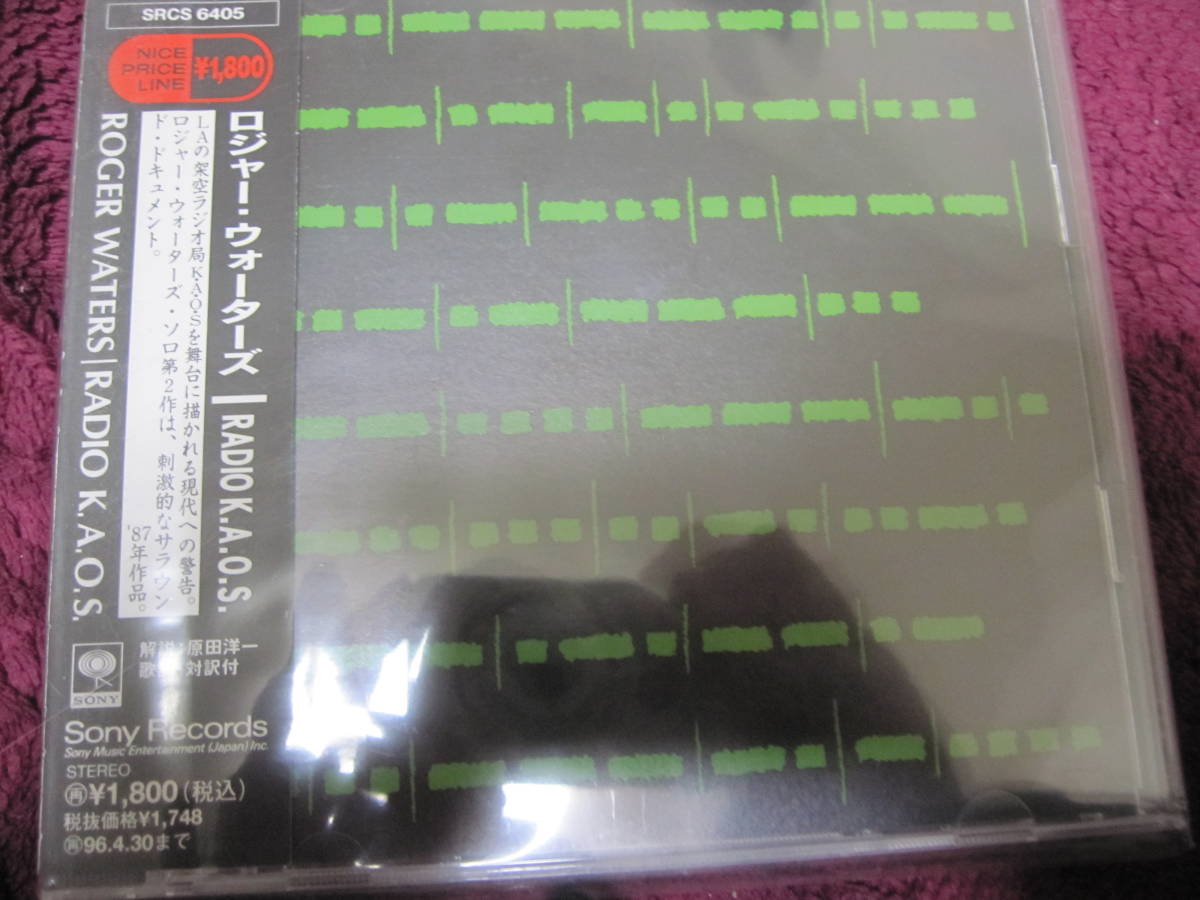 SRCS 6405
NICE
PRICE
LINE
¥1,800
ロジャー・ウォーターズ|RADIO K.A.O.S.
LAの架空ラジオ局K・A・O・Sを舞台に描かれる現代への警告。
ロジャー・ウォーターズ・ソロ第2作は、刺激的なサラウン
ド・ドキュメント。
'87年作品。
ROGER WATERS|RADIO K.A.O.S.
解説:原田洋一
歌詞・対訳付
SONY
Sony Records
Sony Music Entertainment (Japan) Inc.
STEREO
再¥1,800(税込)
税抜価格¥1,748
再96.4.30まで